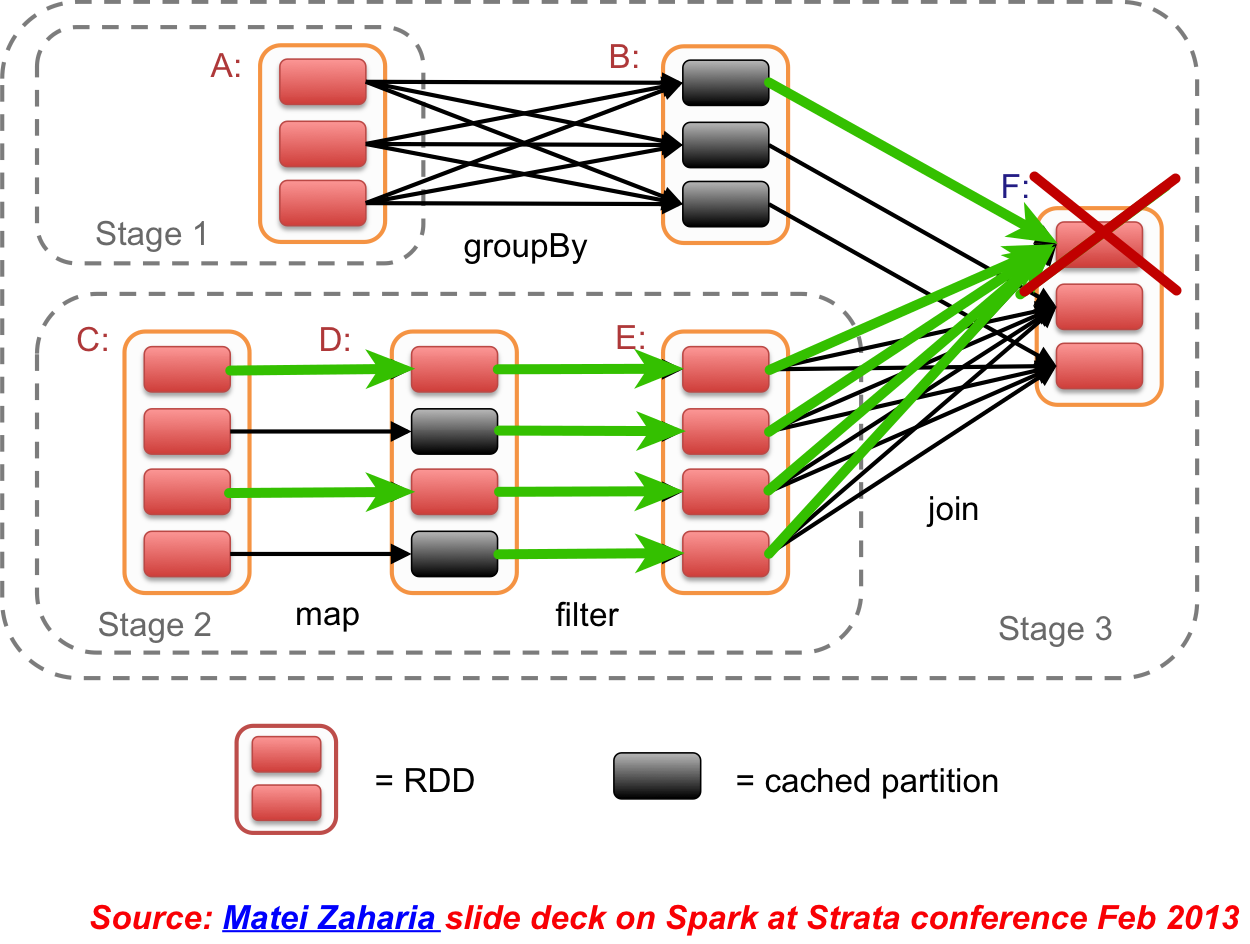 A:
B:
F:
Stage 1
groupBy
C:
D:
E:
join
Stage 2
map
filter
Stage 3
= RDD
= cached partition
Source: Matei Zaharia slide deck on Spark at Strata conference Feb 2013